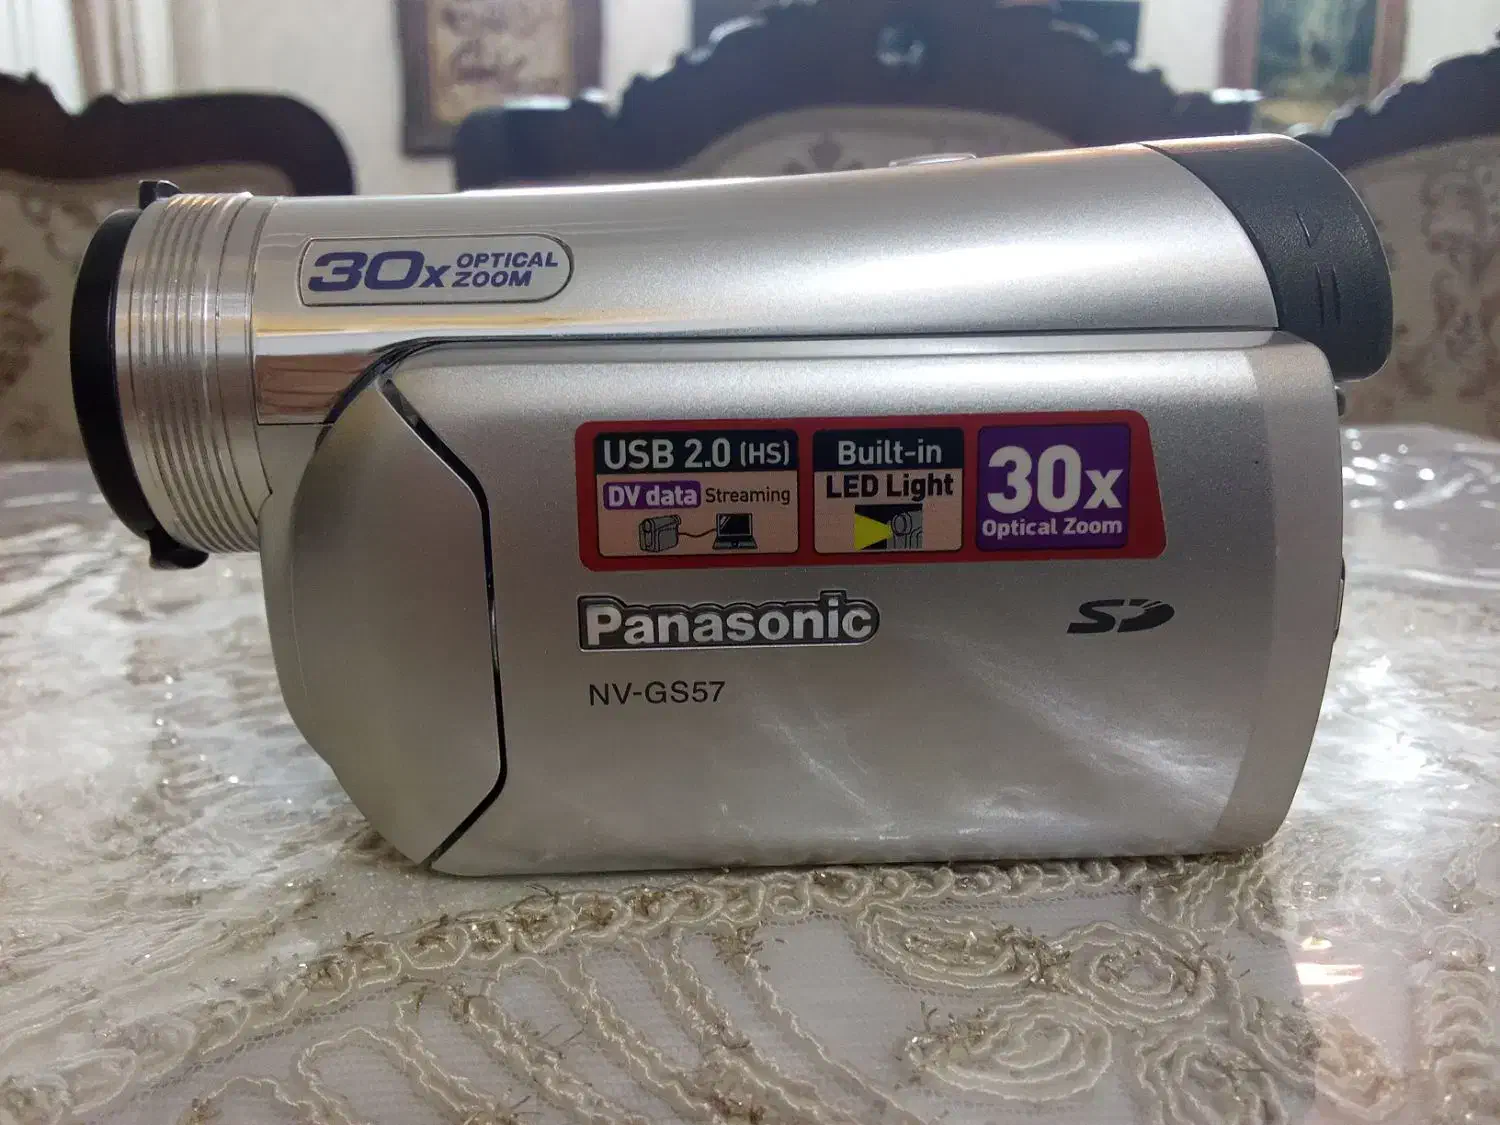 30x OPTICAL
ZOOM
USB 2.0 (HS)
DV data Streaming
Built-in
LED Light
30x
Optical Zoom
Panasonic
SD
NV-GS57